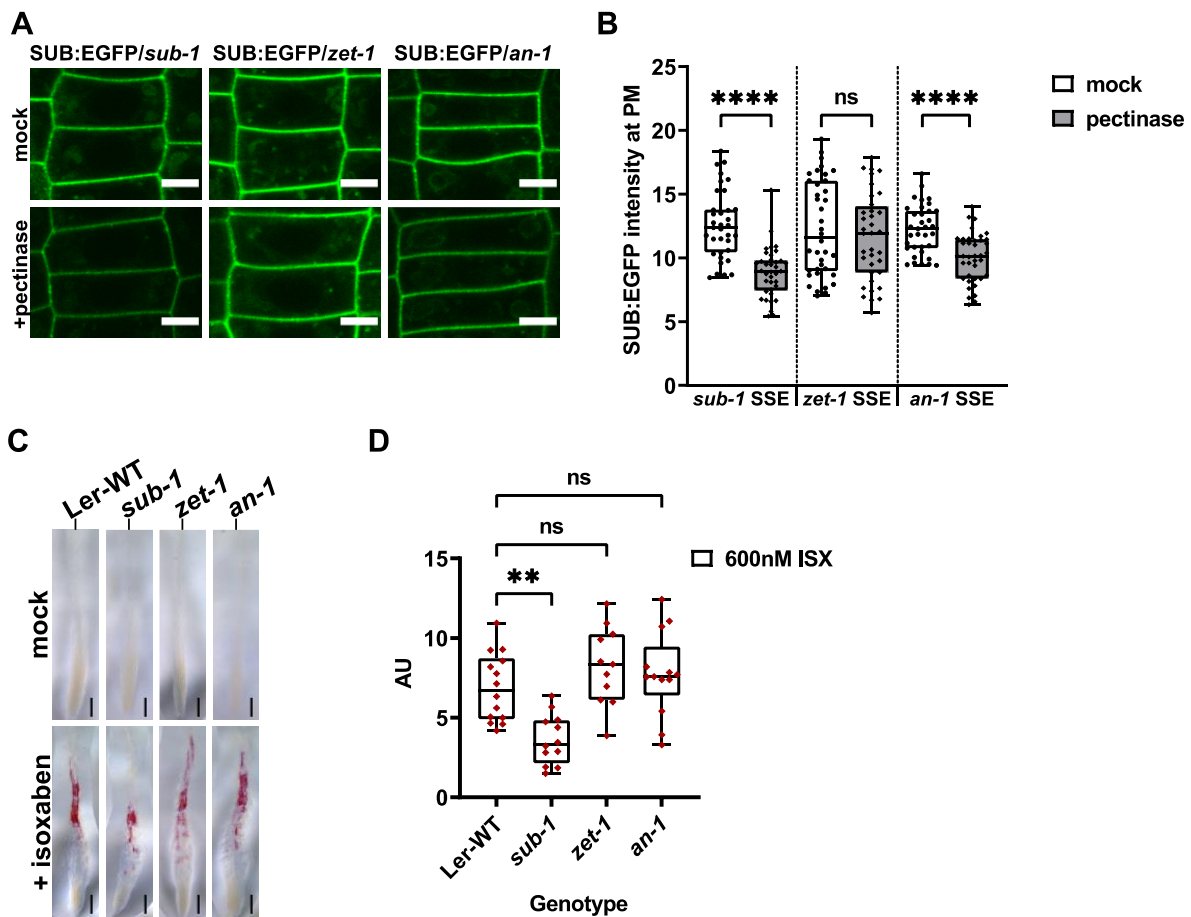 A
SUB:EGFP/sub-1 SUB:EGFP/zet-1 SUB:EGFP/an-1
mock
+pectinase
B
SUB:EGFP intensity at PM
25
20
15
10
5
0
**** ns ****
sub-1 SSE zet-1 SSE an-1 SSE
mock
pectinase
C
Ler-WT
sub-1
zet-1
an-1
mock
+ isoxaben
D
ns
ns
**
600nM ISX
AU
15
10
5
0
Ler-WT
sub-1
zet-1
an-1
Genotype